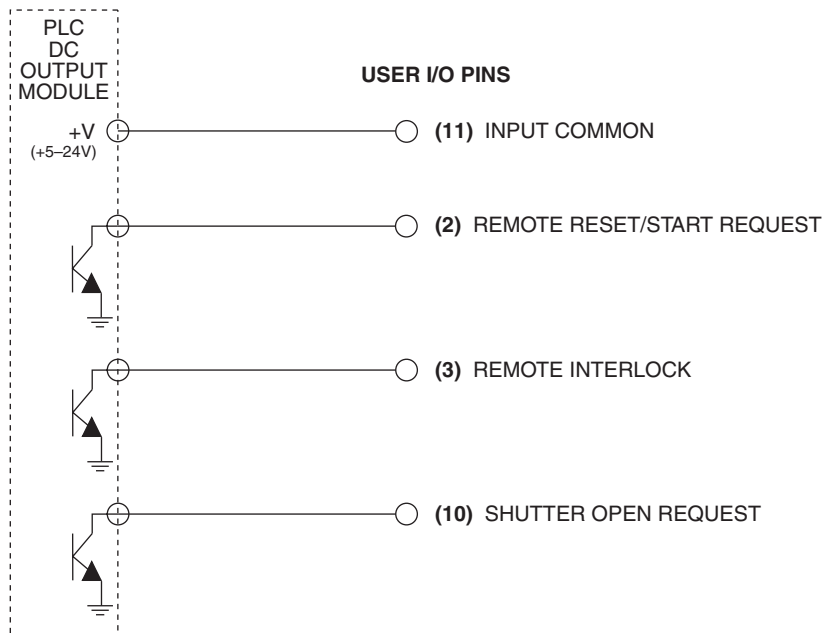 PLC
DC
OUTPUT
MODULE
USER I/O PINS
+V
(+5–24V)
(11) INPUT COMMON
(2) REMOTE RESET/START REQUEST
(3) REMOTE INTERLOCK
(10) SHUTTER OPEN REQUEST